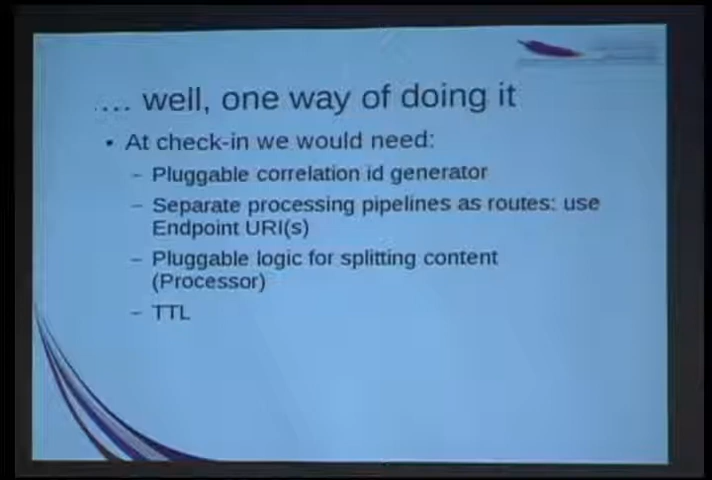 .... well, one way of doing it
• At check-in we would need:
– Pluggable correlation id generator
– Separate processing pipelines as routes: use
Endpoint URI(s)
– Pluggable logic for splitting content
(Processor)
– TTL